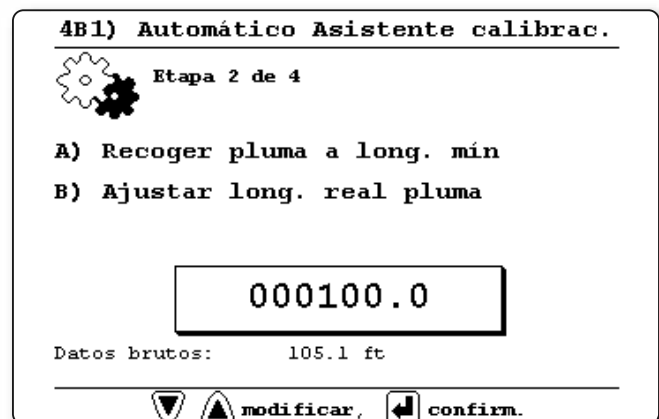 4B1) Automático Asistente calibrac.
Etapa 2 de 4
A) Recoger pluma a long. mín
B) Ajustar long. real pluma
000100.0
Datos brutos: 105.1 ft
modificar, confirm.